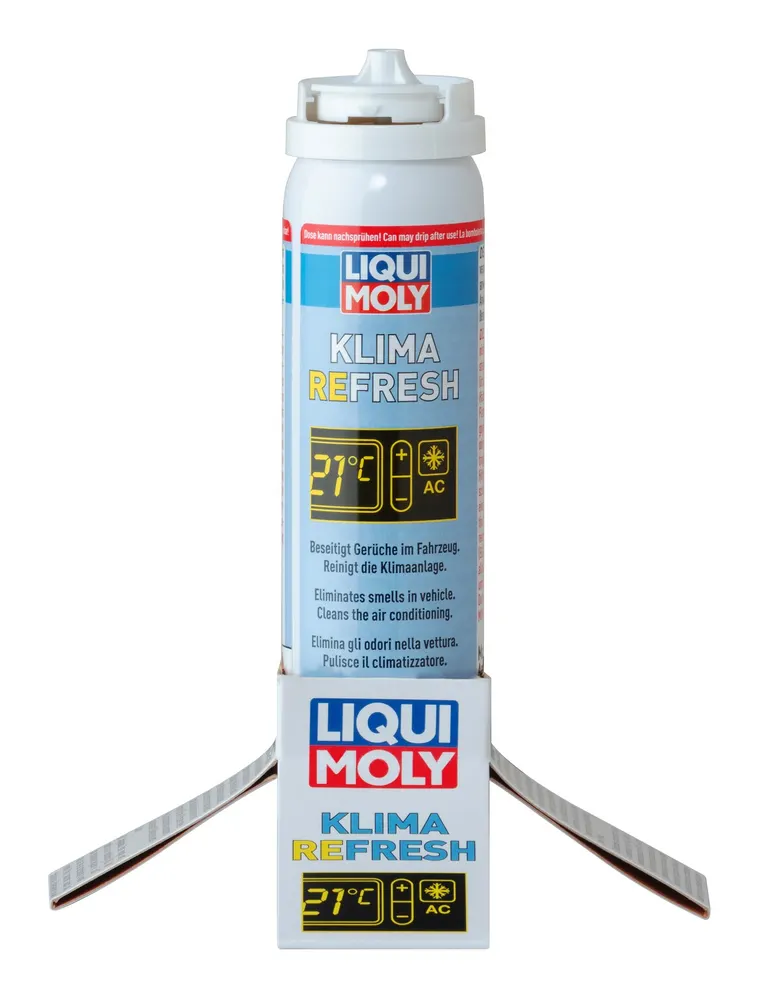 Dose kann nachsprühen! Can may drip after use! La
LIQUI
MOLY
KLIMA
REFRESH
21°C
+
-
AC
Beseitigt Gerüche im Fahrzeug.
Reinigt die Klimaanlage.
Eliminates smells in vehicle.
Cleans the air conditioning.
Elimina gli odori nella vettura.
Pulisce il climatizzatore.
LIQUI
MOLY
KLIMA
REFRESH
21°C
+
-
AC